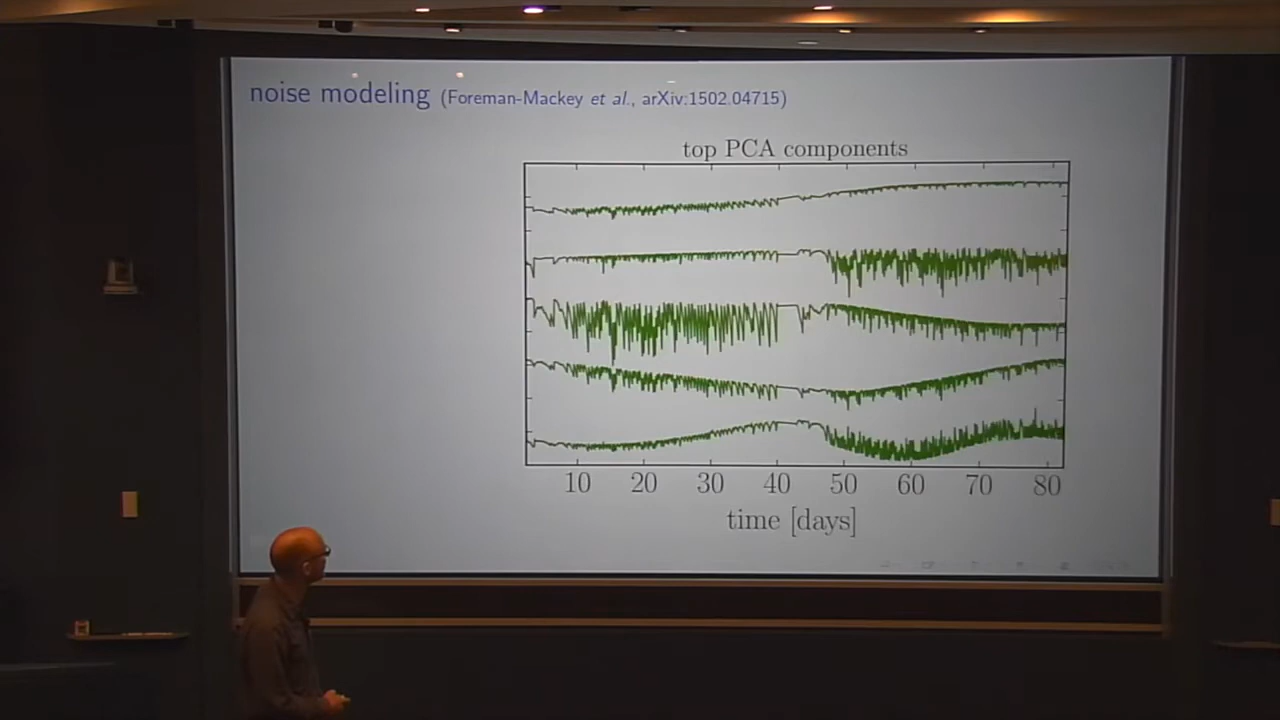 noise modeling (Foreman-Mackey et al., arXiv:1502.04715)
top PCA components
10 20 30 40 50 60 70 80
time [days]